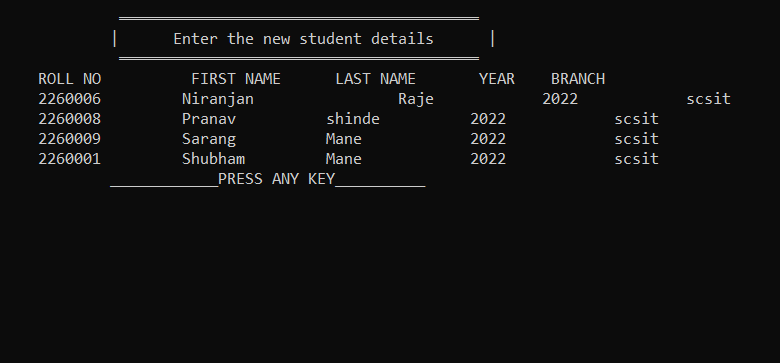 Enter the new student details
ROLL NO FIRST NAME LAST NAME YEAR BRANCH
2260006 Niranjan Raje 2022 scsit
2260008 Pranav shinde 2022 scsit
2260009 Sarang Mane 2022 scsit
2260001 Shubham Mane 2022 scsit
____________PRESS ANY KEY__________